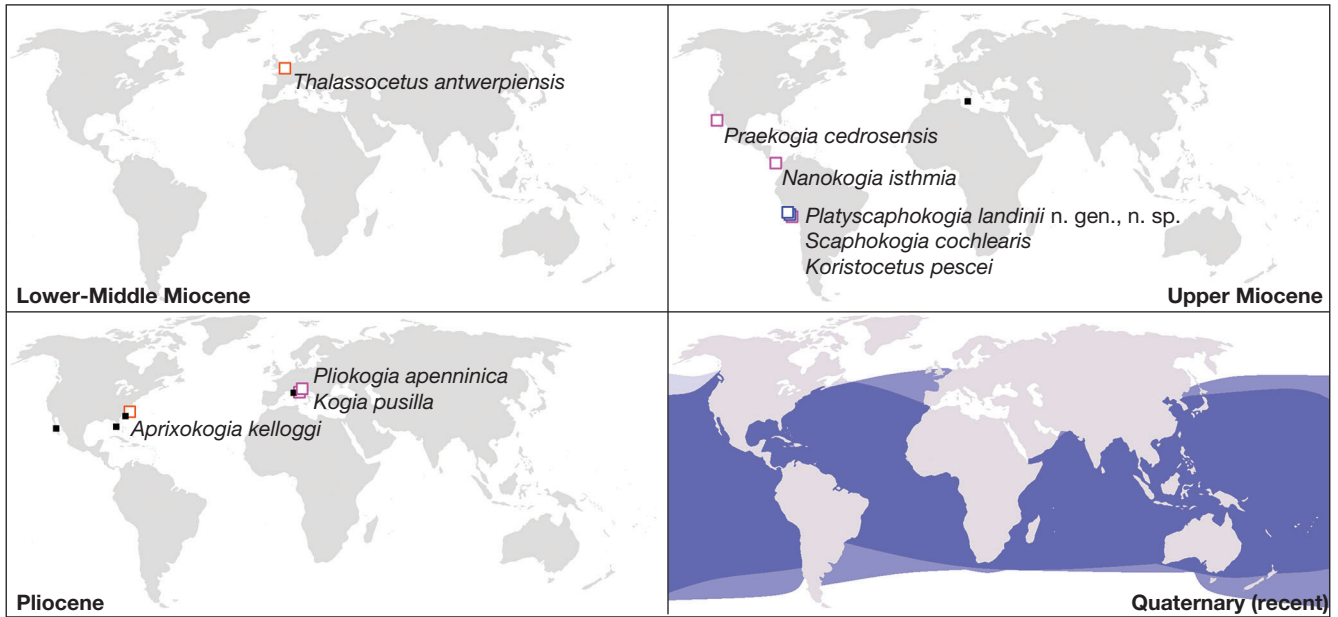 Thalassocetus antwerpiensis
Lower-Middle Miocene
Praekogia cedrosensis
Nanokogia isthmia
Platyscaphokogia landinii n. gen., n. sp.
Scaphokogia cochlearis
Koristocetus pescei
Upper Miocene
Pliokogia apenninica
Kogia pusilla
Aprixokogia kelloggi
Pliocene
Quaternary (recent)